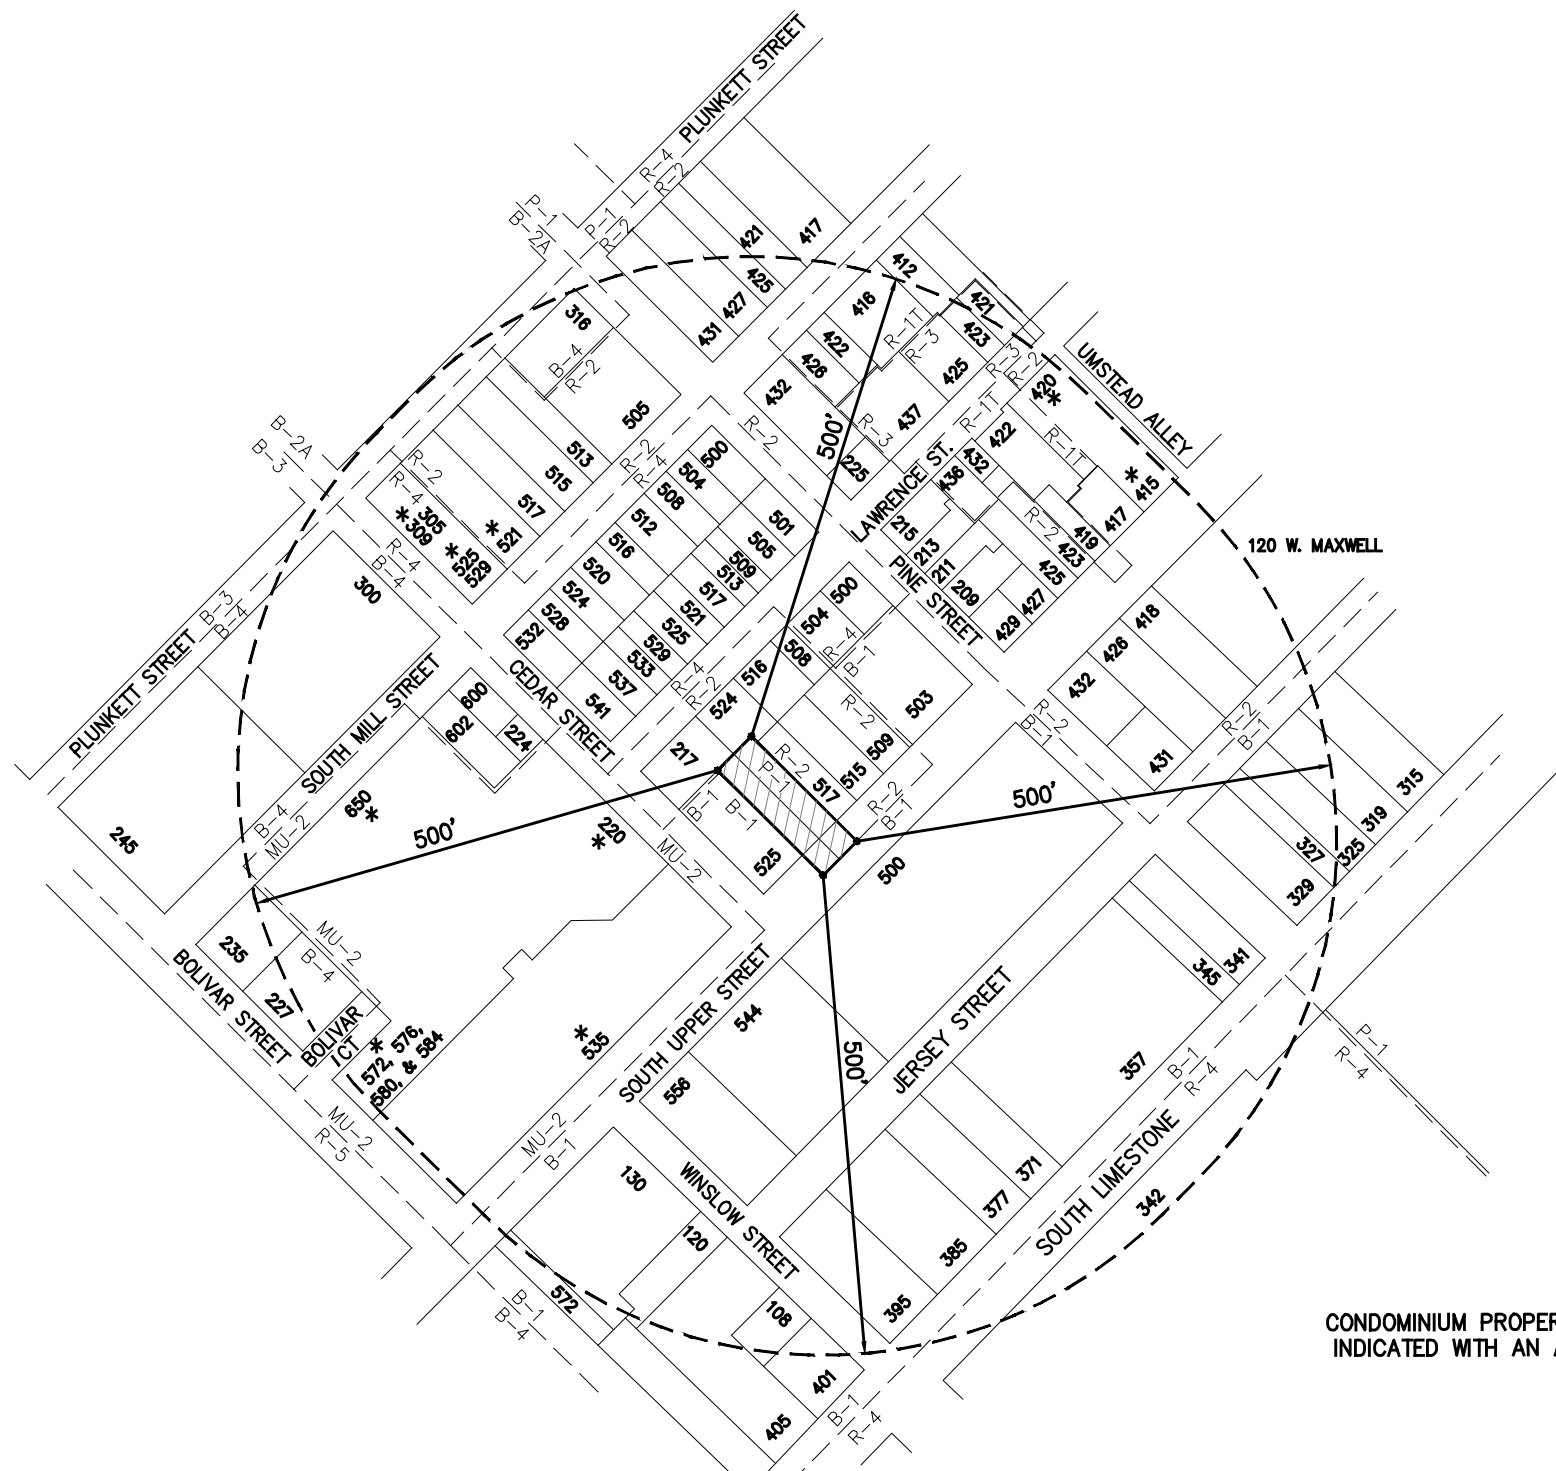 PLUNKETT STREET
R-4
R-2
P-1
B-2A
P-1
R-2
417
421
425
427
431
412
416
422
426
432
R-1T
R-3
421
423
425
437
R-3
R-2
R-3
225
UMSTEAD ALLEY
420
*
R-1T
422
R-1T
432
436
LAWRENCE ST.
*
415
417
419
R-2
423
425
427
429
215
213
211
209
PINE STREET
R-2
120 W. MAXWELL
316
B-4
R-2
505
513
515
517
*
521
R-2
R-4
*
525
529
305
*
309
R-2
R-4
B-2A
B-3
R-4
B-4
300
500
504
508
512
516
520
524
528
532
501
505
509
513
517
521
525
529
533
537
541
CEDAR STREET
R-4
R-2
500
504
508
516
524
217
R-4
B-1
R-2
503
509
515
517
R-2
P-1
B-1
B-1
R-2
B-1
525
500
418
426
432
431
R-2
B-1
R-2
B-1
315
319
325
327
329
341
345
500'
500'
500'
500'
PLUNKETT STREET
B-3
B-4
SOUTH MILL STREET
B-4
MU-2
245
600
602
224
650
*
220
*
MU-2
235
227
MU-2
B-4
BOLIVAR STREET
BOLIVAR
CT
*
572, 576,
580, & 584
*
535
MU-2
R-5
SOUTH UPPER STREET
MU-2
B-1
544
556
JERSEY STREET
357
B-1
R-4
P-1
R-4
371
377
385
395
SOUTH LIMESTONE
342
WINSLOW STREET
130
120
108
401
405
572
B-1
B-4
B-1
R-4
CONDOMINIUM PROPER
INDICATED WITH AN